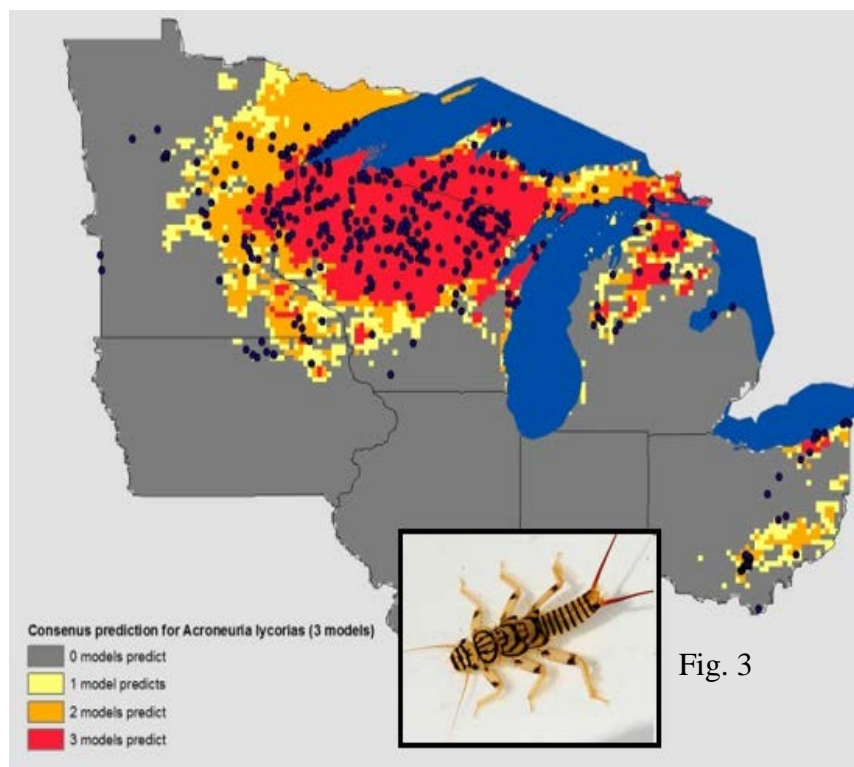 Fig. 3
Consenus prediction for Acroneuria lycorias (3 models)
0 models predict
1 model predicts
2 models predict
3 models predict